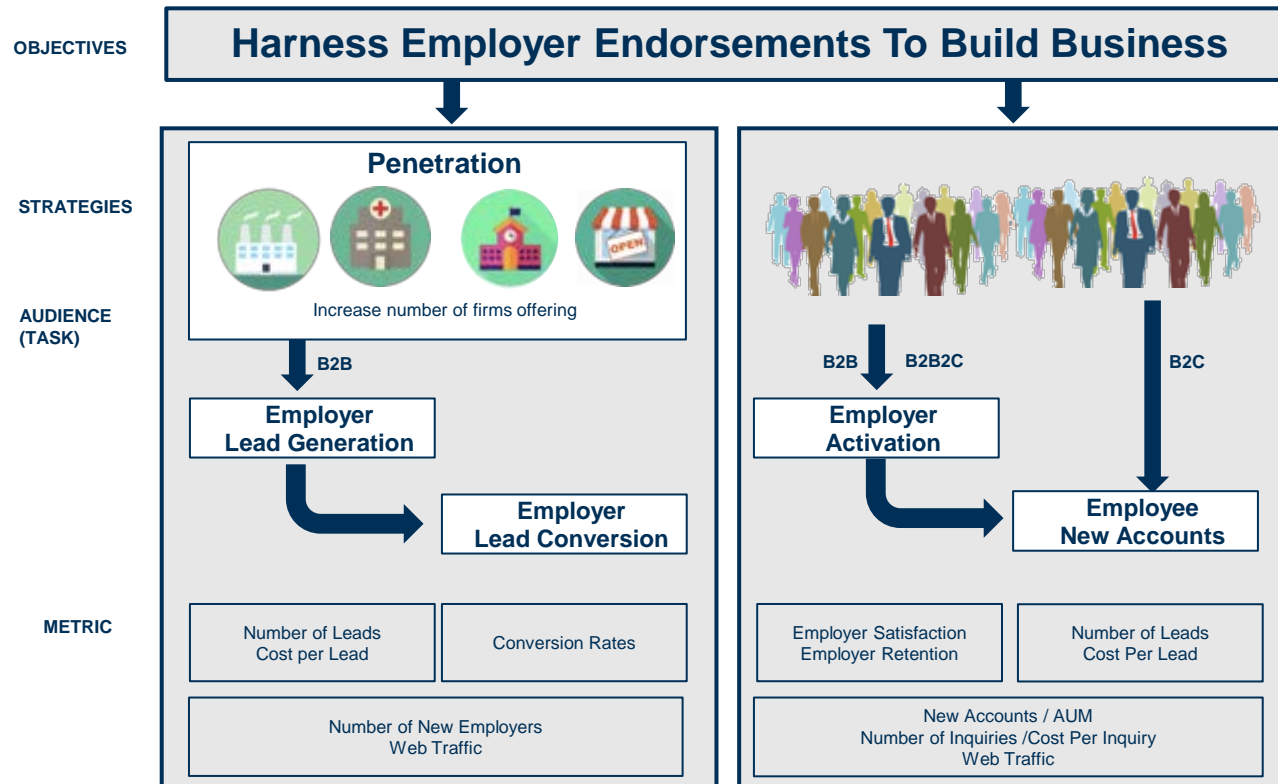 OBJECTIVES
Harness Employer Endorsements To Build Business
STRATEGIES
Penetration
OPEN
Increase number of firms offering
AUDIENCE
(TASK)
B2B
Employer
Lead Generation
Employer
Lead Conversion
B2B
B2B2C
B2C
Employer
Activation
Employee
New Accounts
METRIC
Number of Leads
Cost per Lead
Conversion Rates
Number of New Employers
Web Traffic
Employer Satisfaction
Employer Retention
Number of Leads
Cost Per Lead
New Accounts / AUM
Number of Inquiries /Cost Per Inquiry
Web Traffic